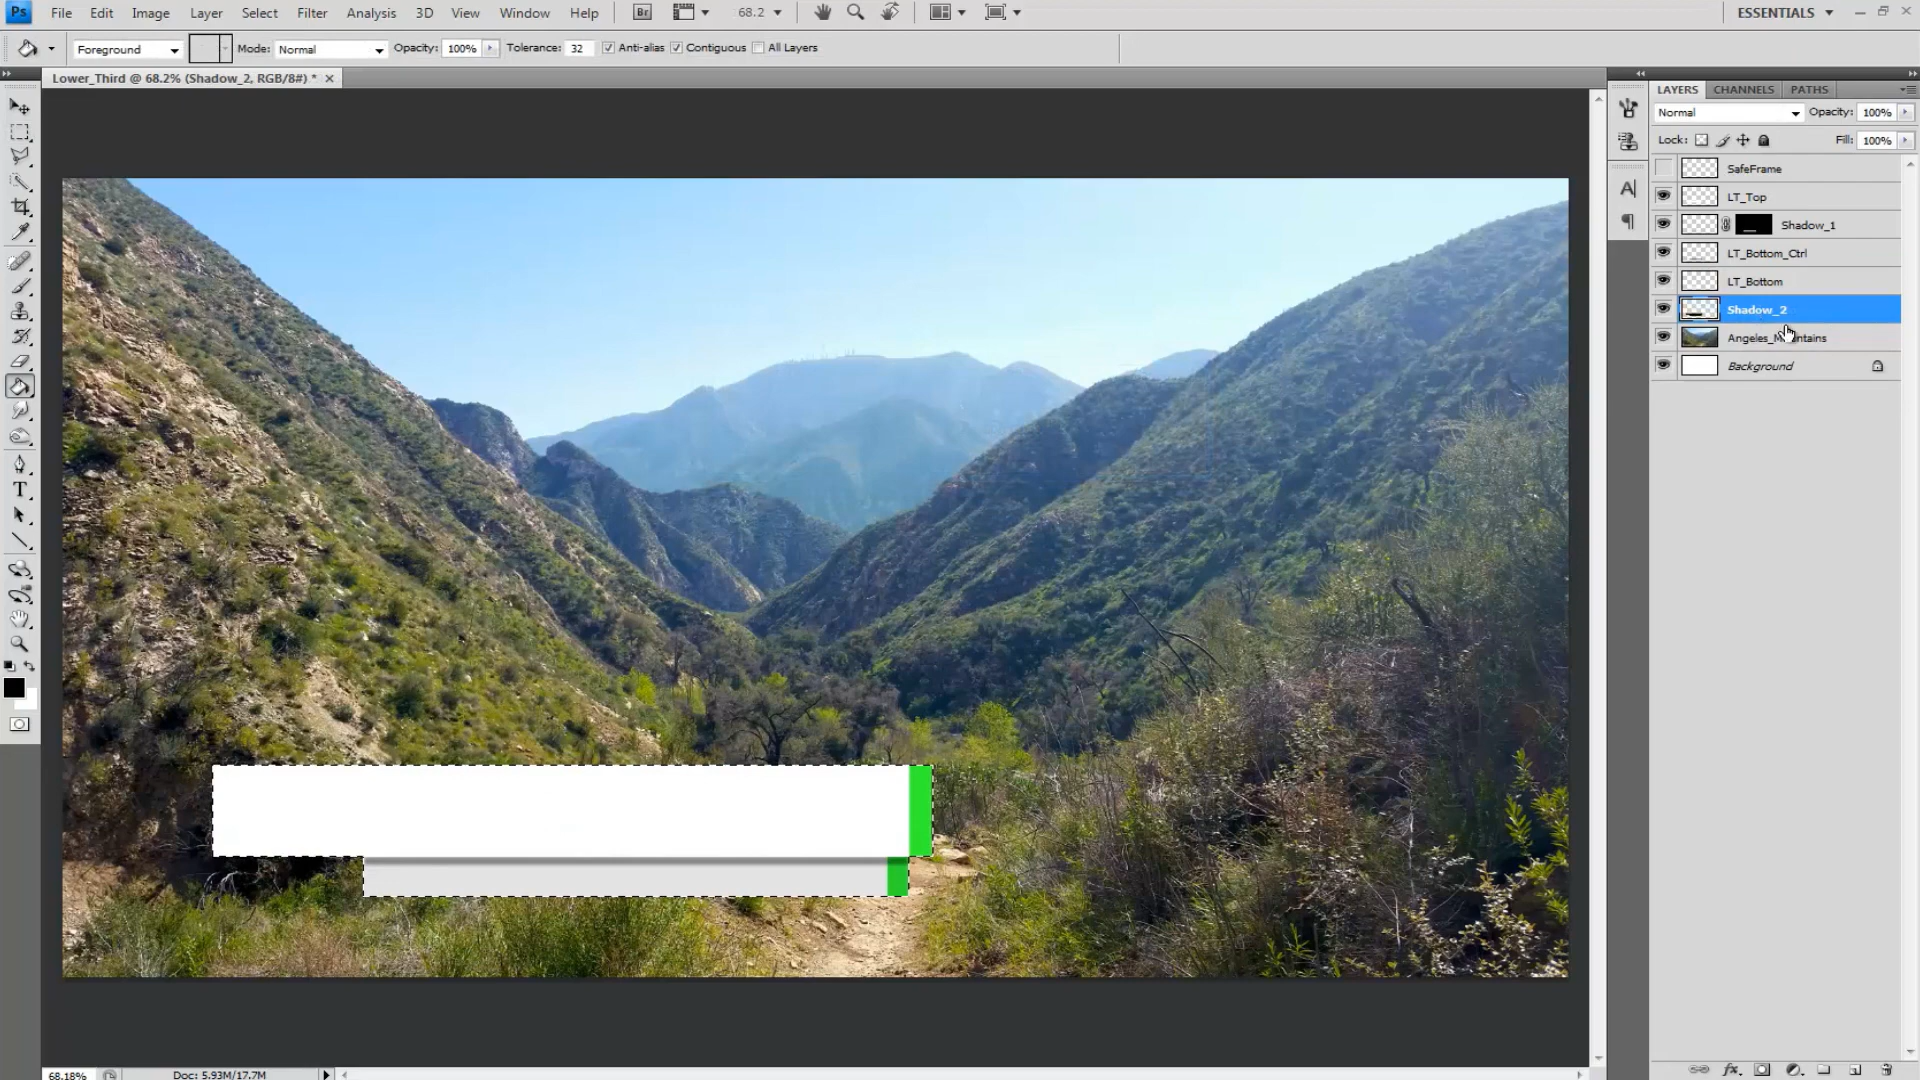 Ps File Edit Image Layer Select Filter Analysis 3D View Window Help Br 68.2 ESSENTIALS
Foreground Mode: Normal Opacity: 100% Tolerance: 32 Anti-alias Contiguous All Layers
Lower_Third @ 68.2% (Shadow_2, RGB/8#) *
LAYERS CHANNELS PATHS
Normal Opacity: 100%
Lock: Fill: 100%
SafeFrame
LT_Top
Shadow_1
LT_Bottom_Ctrl
LT_Bottom
Shadow_2
Angeles_Mountains
Background
68.18% Doc: 5.93M/17.7M